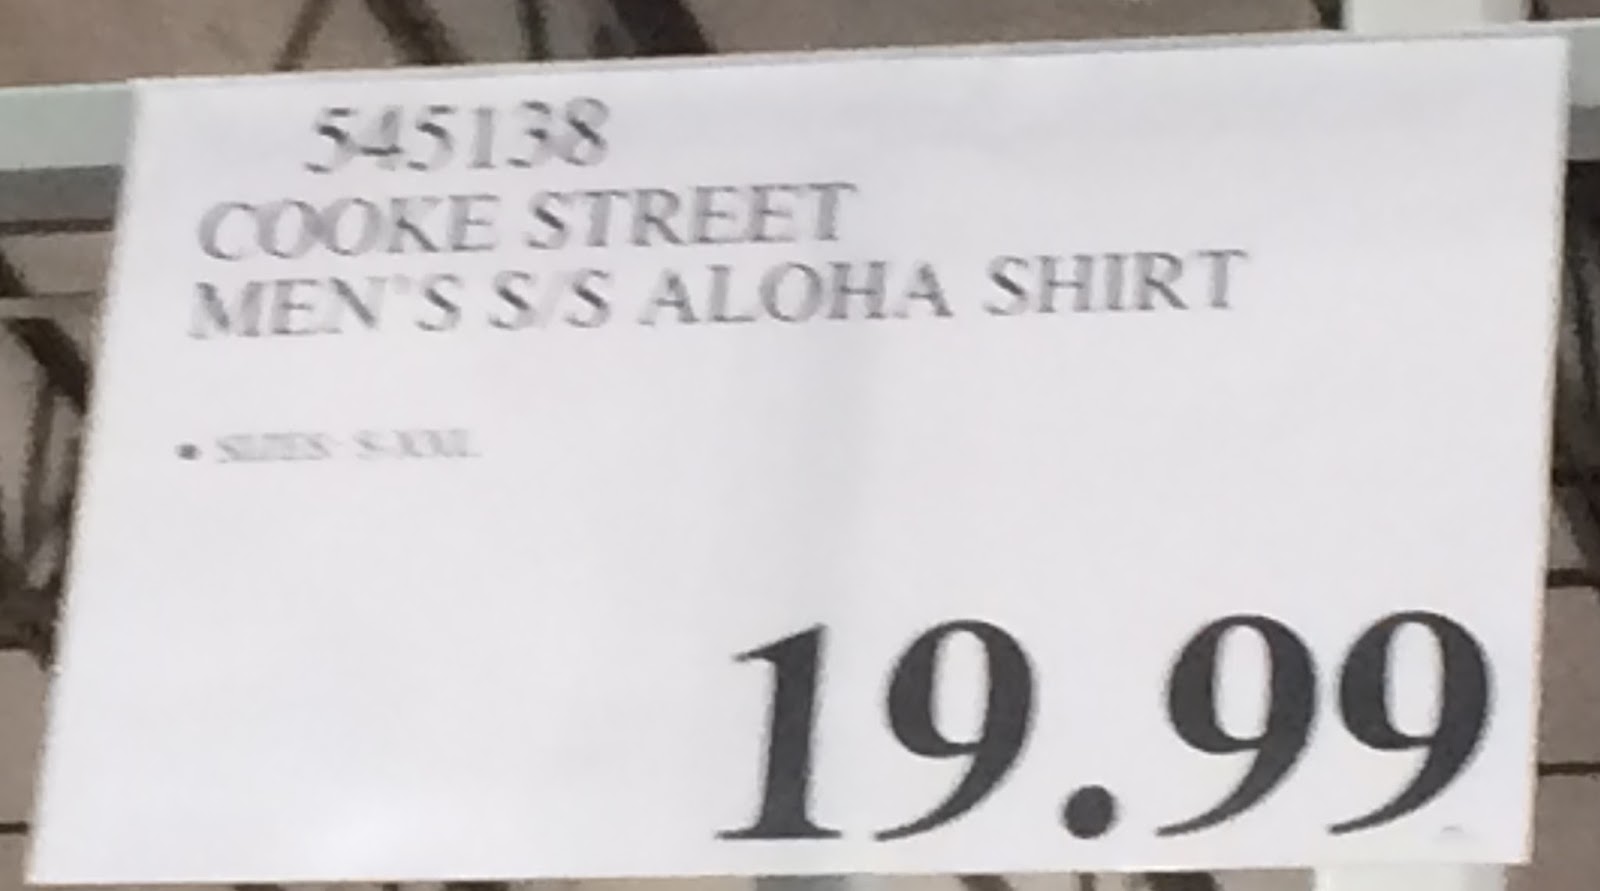 545138
COOKE STREET
MEN'S S/S ALOHA SHIRT
• SIZES: S-XXL
19.99